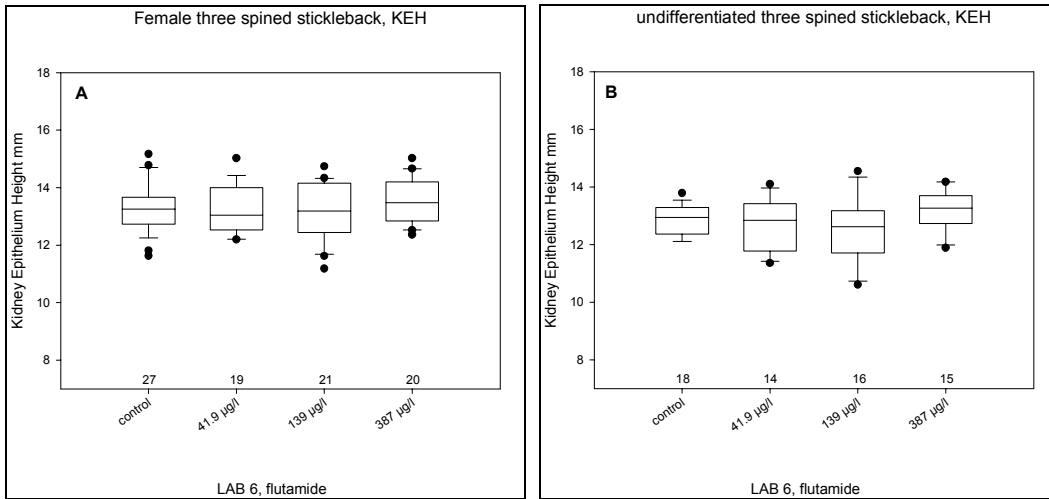 Female three spined stickleback, KEH
A
Kidney Epithelium Height mm
18
16
14
12
10
8
27 19 21 20
control 41.9 µg/l 139 µg/l 387 µg/l
LAB 6, flutamide
undifferentiated three spined stickleback, KEH
B
Kidney Epithelium Height mm
18
16
14
12
10
8
18 14 16 15
control 41.9 µg/l 139 µg/l 387 µg/l
LAB 6, flutamide